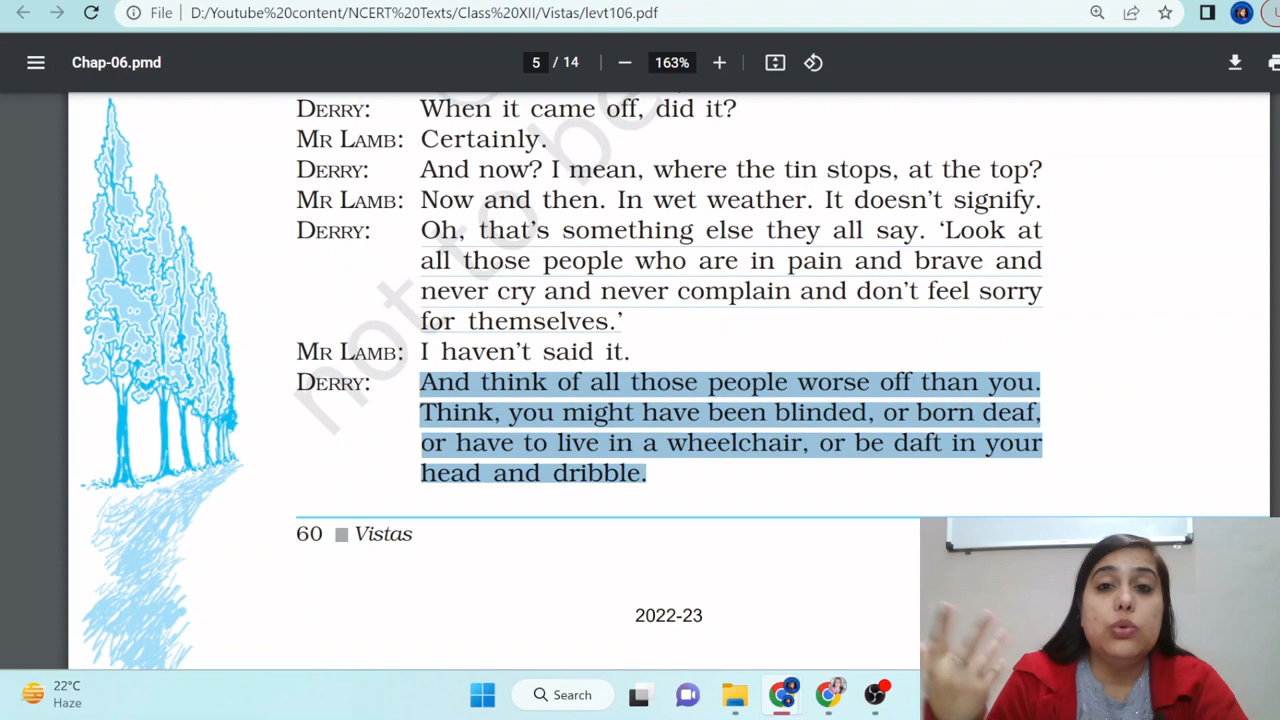 File D:/Youtube%20content/NCERT%20Texts/Class%20XII/Vistas/levt106.pdf
Chap-06.pmd 5 / 14 163%
DERRY: When it came off, did it?
MR LAMB: Certainly.
DERRY: And now? I mean, where the tin stops, at the top?
MR LAMB: Now and then. In wet weather. It doesn't signify.
DERRY: Oh, that's something else they all say. ‘Look at
all those people who are in pain and brave and
never cry and never complain and don't feel sorry
for themselves.’
MR LAMB: I haven't said it.
DERRY: And think of all those people worse off than you.
Think, you might have been blinded, or born deaf,
or have to live in a wheelchair, or be daft in your
head and dribble.
60 Vistas
2022-23
not to be
22°C
Haze
Search